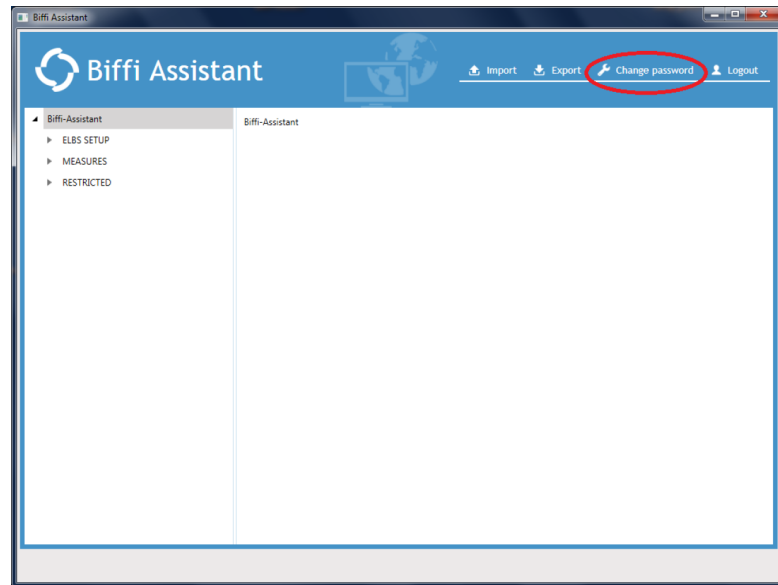 Biffi Assistant
Biffi Assistant
Import Export Change password Logout
Biffi-Assistant
ELBS SETUP
MEASURES
RESTRICTED
Biffi-Assistant